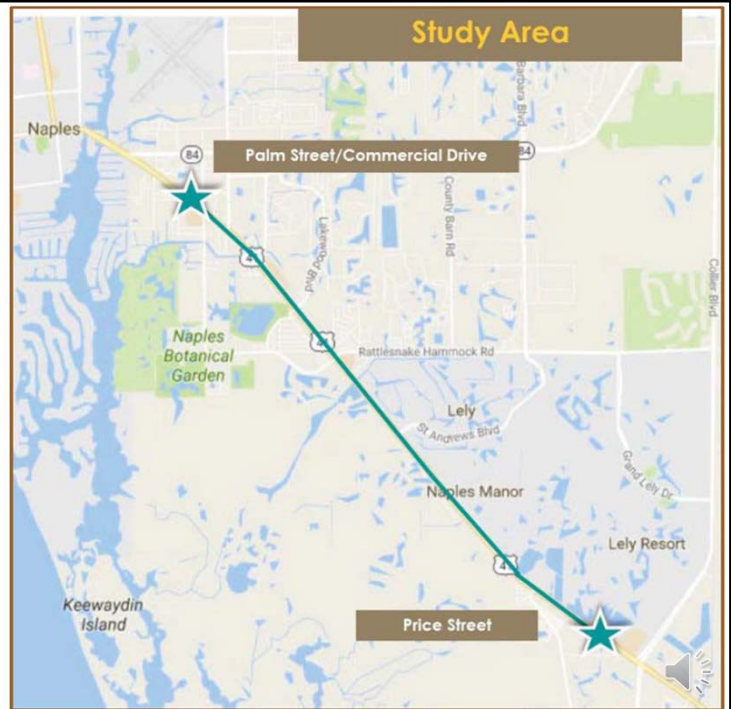 Study Area
Barbara Blvd
Naples
84
Palm Street/Commercial Drive
84
County Barn Rd
Lakewood Blvd
41
Collier Blvd
Naples
Botanical
Garden
41
Rattlesnake Hammock Rd
Lely
St Andrews Blvd
Grand Lely Dr
Naples Manor
Lely Resort
41
Keewaydin
Island
Price Street